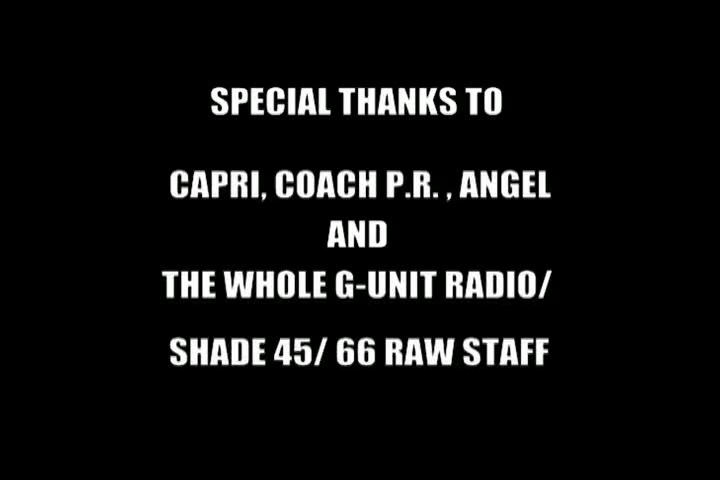 SPECIAL THANKS TO
CAPRI, COACH P.R. , ANGEL
AND
THE WHOLE G-UNIT RADIO/
SHADE 45/ 66 RAW STAFF